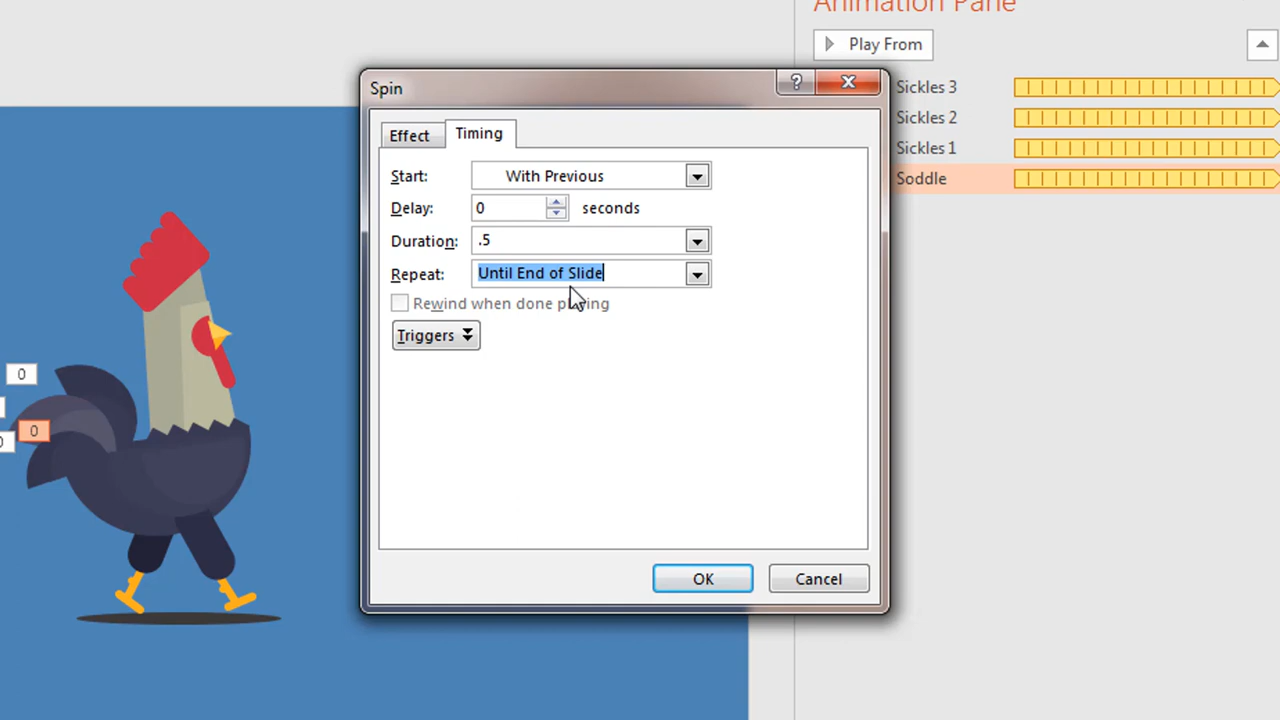 Animation Pane
Play From
Sickles 3
Sickles 2
Sickles 1
Soddle
Spin
?
Effect
Timing
Start: With Previous
Delay: 0 seconds
Duration: .5
Repeat: Until End of Slide
Triggers
OK
Cancel
0
0
0